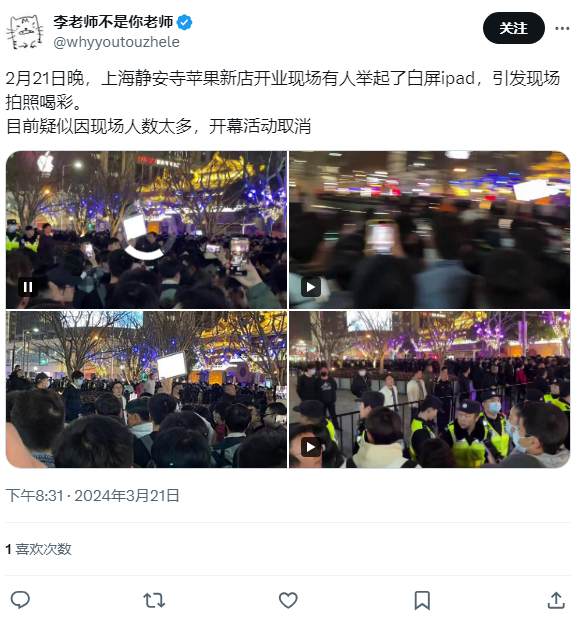 李老师不是你老师
@whyyoutouzhele
关注
2月21日晚，上海静安寺苹果新店开业现场有人举起了白屏ipad，引发现场
拍照喝彩。
目前疑似因现场人数太多，开幕活动取消
下午8:31 · 2024年3月21日
1 喜欢次数